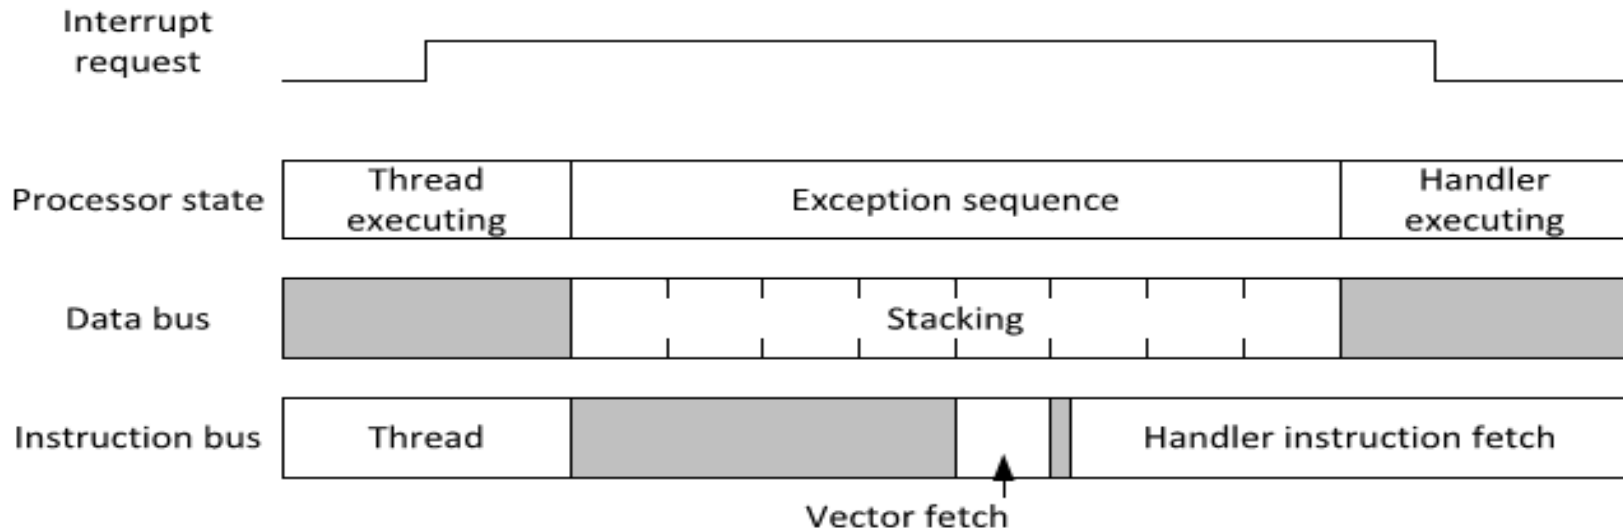 Interrupt
request
Processor state
Thread
executing
Exception sequence
Handler
executing
Data bus
Stacking
Instruction bus
Thread
Handler instruction fetch
Vector fetch